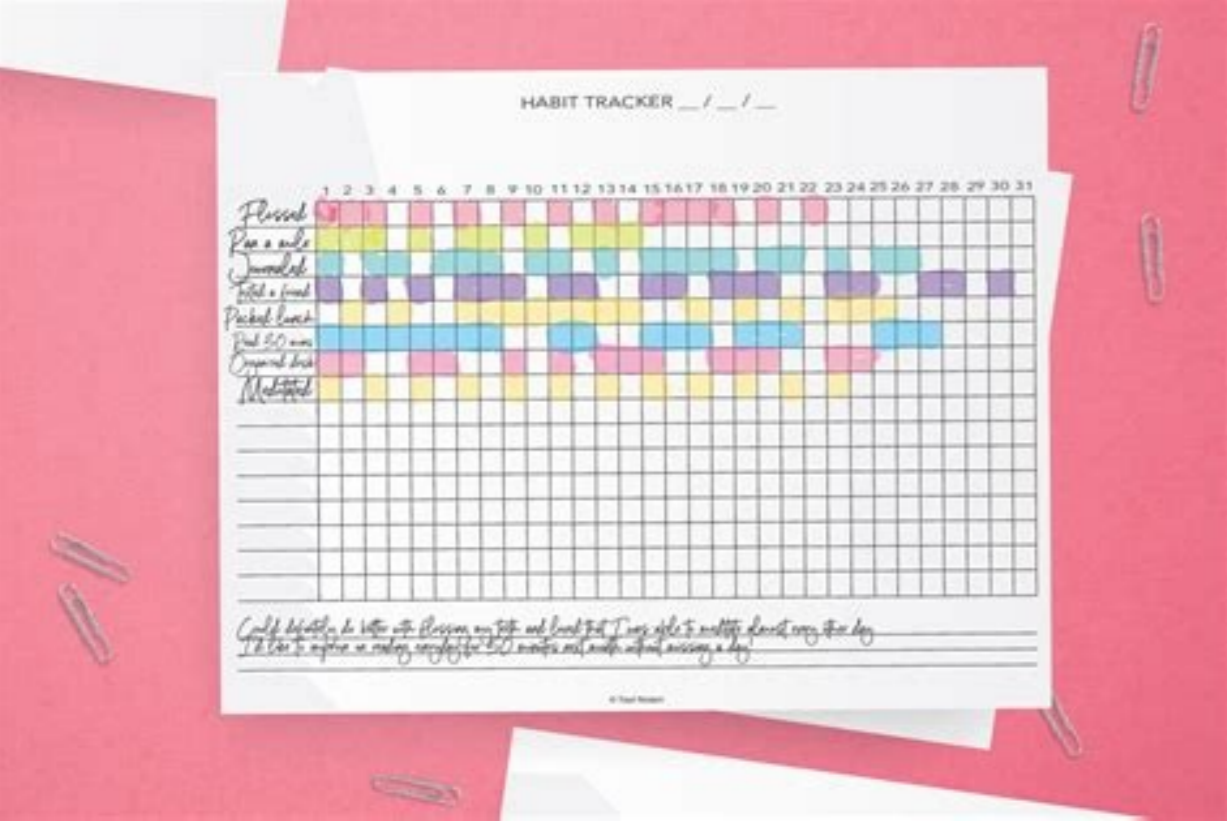 HABIT TRACKER __ / __ / __
1 2 3 4 5 6 7 8 9 10 11 12 13 14 15 16 17 18 19 20 21 22 23 24 25 26 27 28 29 30 31
Flossed
Ran a mile
Journaled
Texted a friend
Packed lunch
Read 30 mins
Organized desk
Meditated
Could definitely do better with flossing my teeth and loved that I was able to meditate almost every other day
I'd like to improve on reading everyday for 30 minutes next month without missing a day!